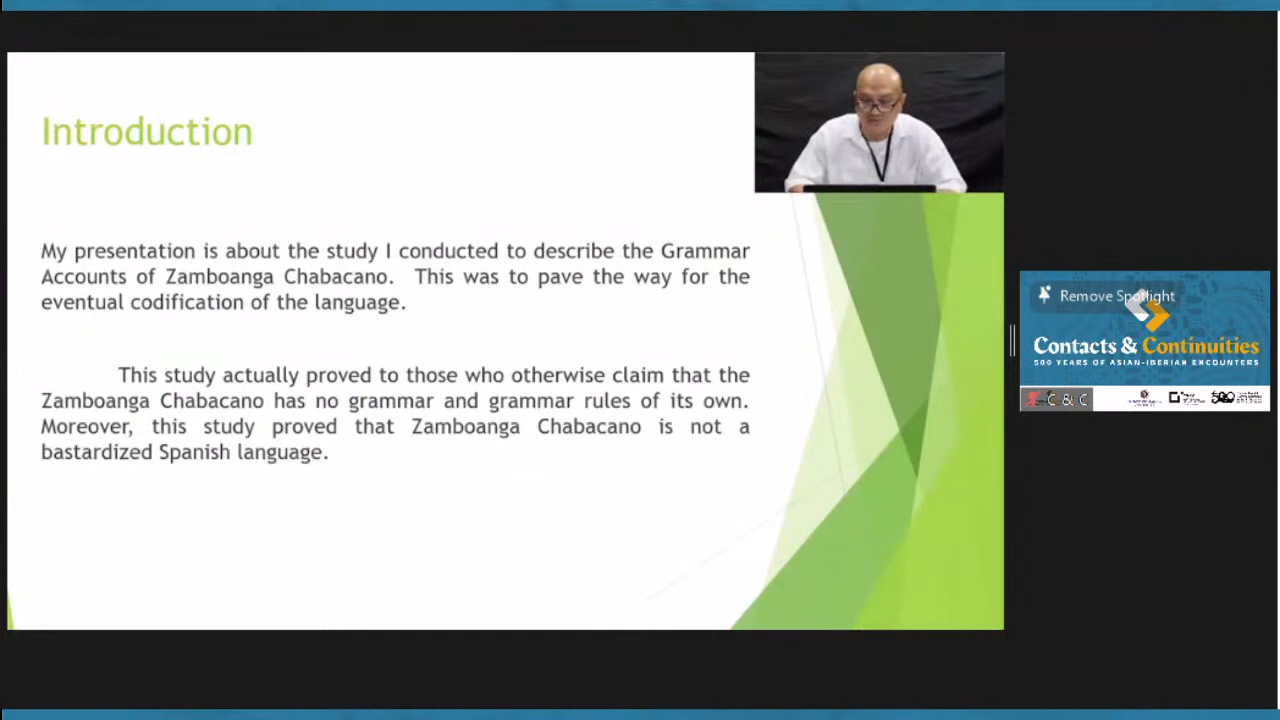 Introduction
My presentation is about the study I conducted to describe the Grammar
Accounts of Zamboanga Chabacano. This was to pave the way for the
eventual codification of the language.
This study actually proved to those who otherwise claim that the
Zamboanga Chabacano has no grammar and grammar rules of its own.
Moreover, this study proved that Zamboanga Chabacano is not a
bastardized Spanish language.
Remove Spotlight
Contacts & Continuities
500 YEARS OF ASIAN-IBERIAN ENCOUNTERS
C & C